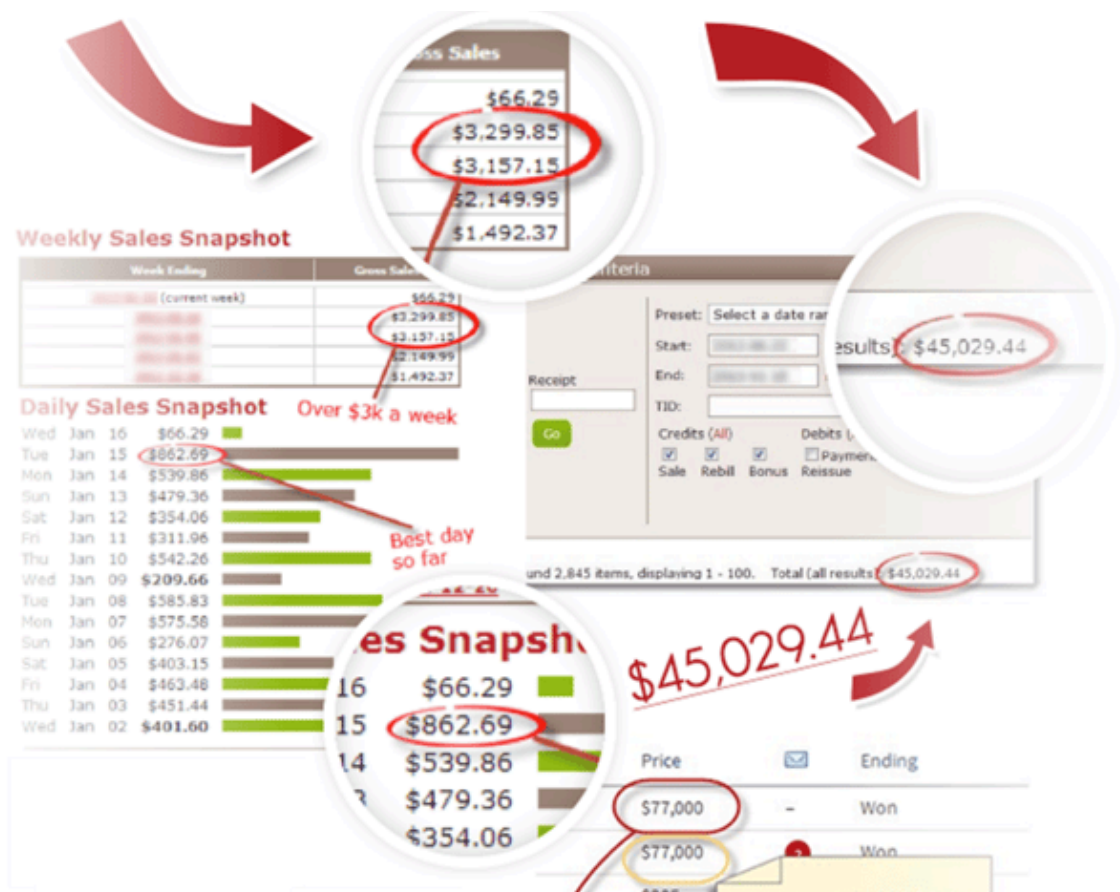 ss Sales
$66.29
$3,299.85
$3,157.15
$2,149.99
$1,492.37
Weekly Sales Snapshot
Week Ending Gross Sales
(current week) $66.29
$3,299.85
$3,157.15
$2,149.99
$1,492.37
Over $3k a week
Daily Sales Snapshot
Wed Jan 16 $66.29
Tue Jan 15 $862.69
Mon Jan 14 $539.86
Sun Jan 13 $479.36
Sat Jan 12 $354.06
Fri Jan 11 $311.96
Thu Jan 10 $542.26
Wed Jan 09 $209.66
Tue Jan 08 $585.83
Mon Jan 07 $575.58
Sun Jan 06 $276.07
Sat Jan 05 $403.15
Fri Jan 04 $463.48
Thu Jan 03 $451.44
Wed Jan 02 $401.60
Best day
so far
riteria
Preset: Select a date ran
Start:
End:
TID:
Receipt
Go
Credits (All) Debits (
Sale Rebill Bonus
Paymen
Reissue
esults): $45,029.44
und 2,845 items, displaying 1 - 100. Total (all results): $45,029.44
es Snapsh
16 $66.29
15 $862.69
14 $539.86
3 $479.36
$354.06
$45,029.44
Price Ending
$77,000 – Won
$77,000 Won